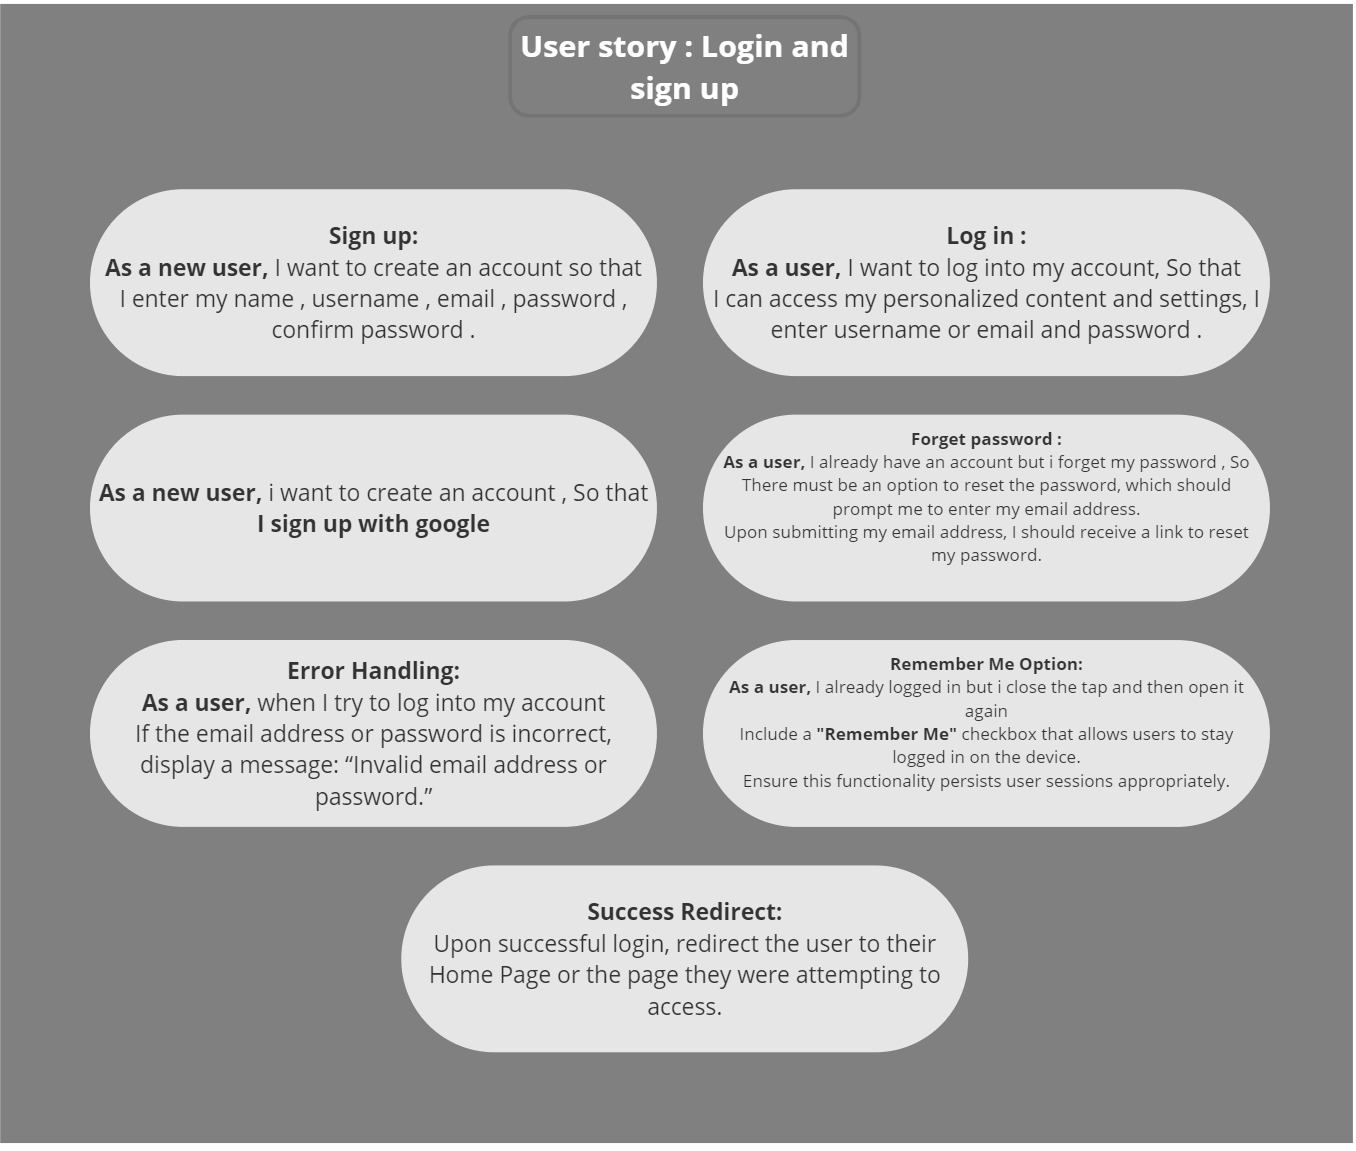 User story : Login and
sign up
Sign up:
As a new user, I want to create an account so that
I enter my name , username , email , password ,
confirm password .
Log in :
As a user, I want to log into my account, So that
I can access my personalized content and settings, I
enter username or email and password .
As a new user, i want to create an account , So that
I sign up with google
Forget password :
As a user, I already have an account but i forget my password , So
There must be an option to reset the password, which should
prompt me to enter my email address.
Upon submitting my email address, I should receive a link to reset
my password.
Error Handling:
As a user, when I try to log into my account
If the email address or password is incorrect,
display a message: “Invalid email address or
password.”
Remember Me Option:
As a user, I already logged in but i close the tap and then open it
again
Include a "Remember Me" checkbox that allows users to stay
logged in on the device.
Ensure this functionality persists user sessions appropriately.
Success Redirect:
Upon successful login, redirect the user to their
Home Page or the page they were attempting to
access.